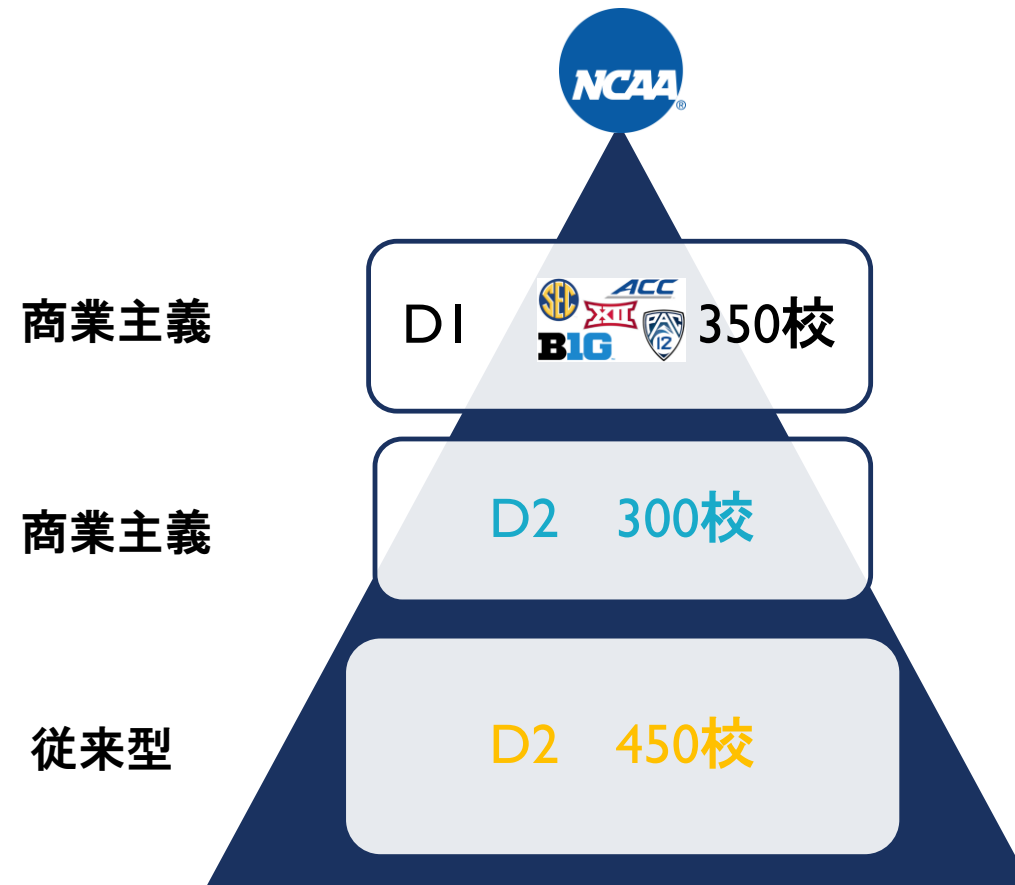 NCAA®
商業主義
D1
SEC
ACC
XII
B1G
PAC
12
350校
商業主義
D2 300校
従来型
D2 450校